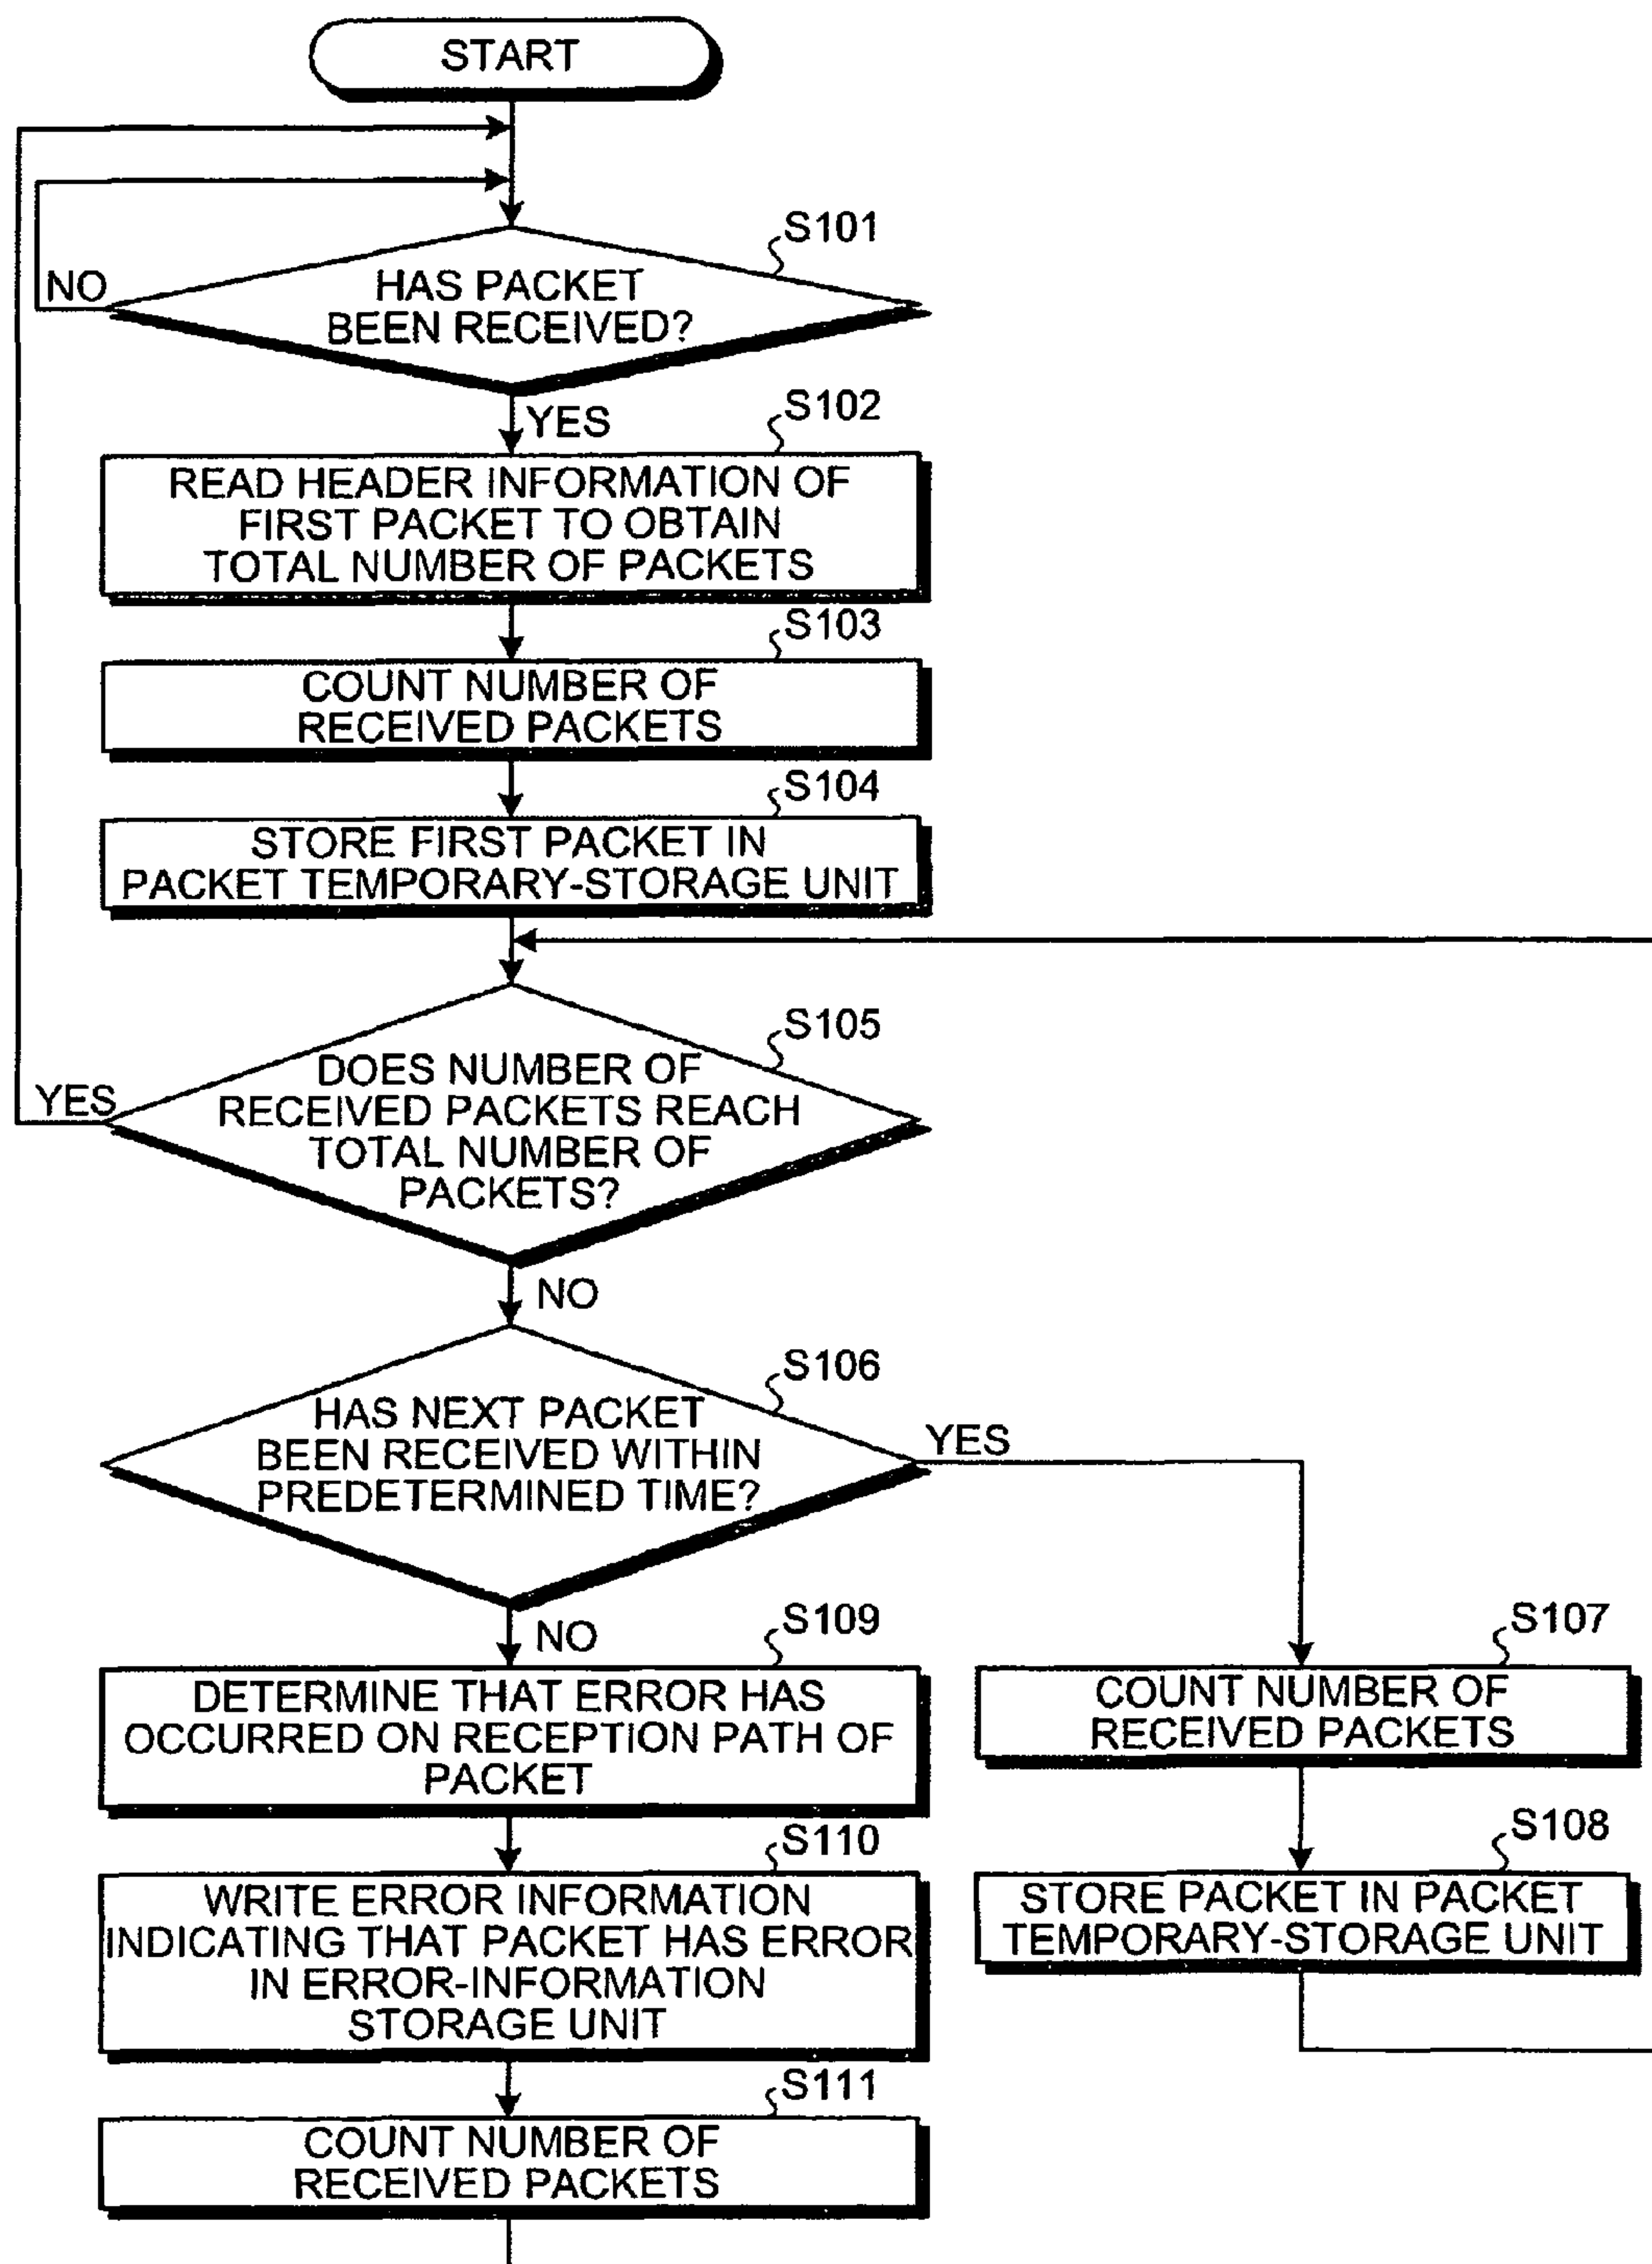 START
S101
NO
HAS PACKET
BEEN RECEIVED?
YES
S102
READ HEADER INFORMATION OF
FIRST PACKET TO OBTAIN
TOTAL NUMBER OF PACKETS
S103
COUNT NUMBER OF
RECEIVED PACKETS
S104
STORE FIRST PACKET IN
PACKET TEMPORARY-STORAGE UNIT
S105
YES
DOES NUMBER OF
RECEIVED PACKETS REACH
TOTAL NUMBER OF
PACKETS?
NO
S106
HAS NEXT PACKET
BEEN RECEIVED WITHIN
PREDETERMINED TIME?
YES
NO
S109
DETERMINE THAT ERROR HAS
OCCURRED ON RECEPTION PATH OF
PACKET
S107
COUNT NUMBER OF
RECEIVED PACKETS
S110
WRITE ERROR INFORMATION
INDICATING THAT PACKET HAS ERROR
IN ERROR-INFORMATION
STORAGE UNIT
S108
STORE PACKET IN PACKET
TEMPORARY-STORAGE UNIT
S111
COUNT NUMBER OF
RECEIVED PACKETS